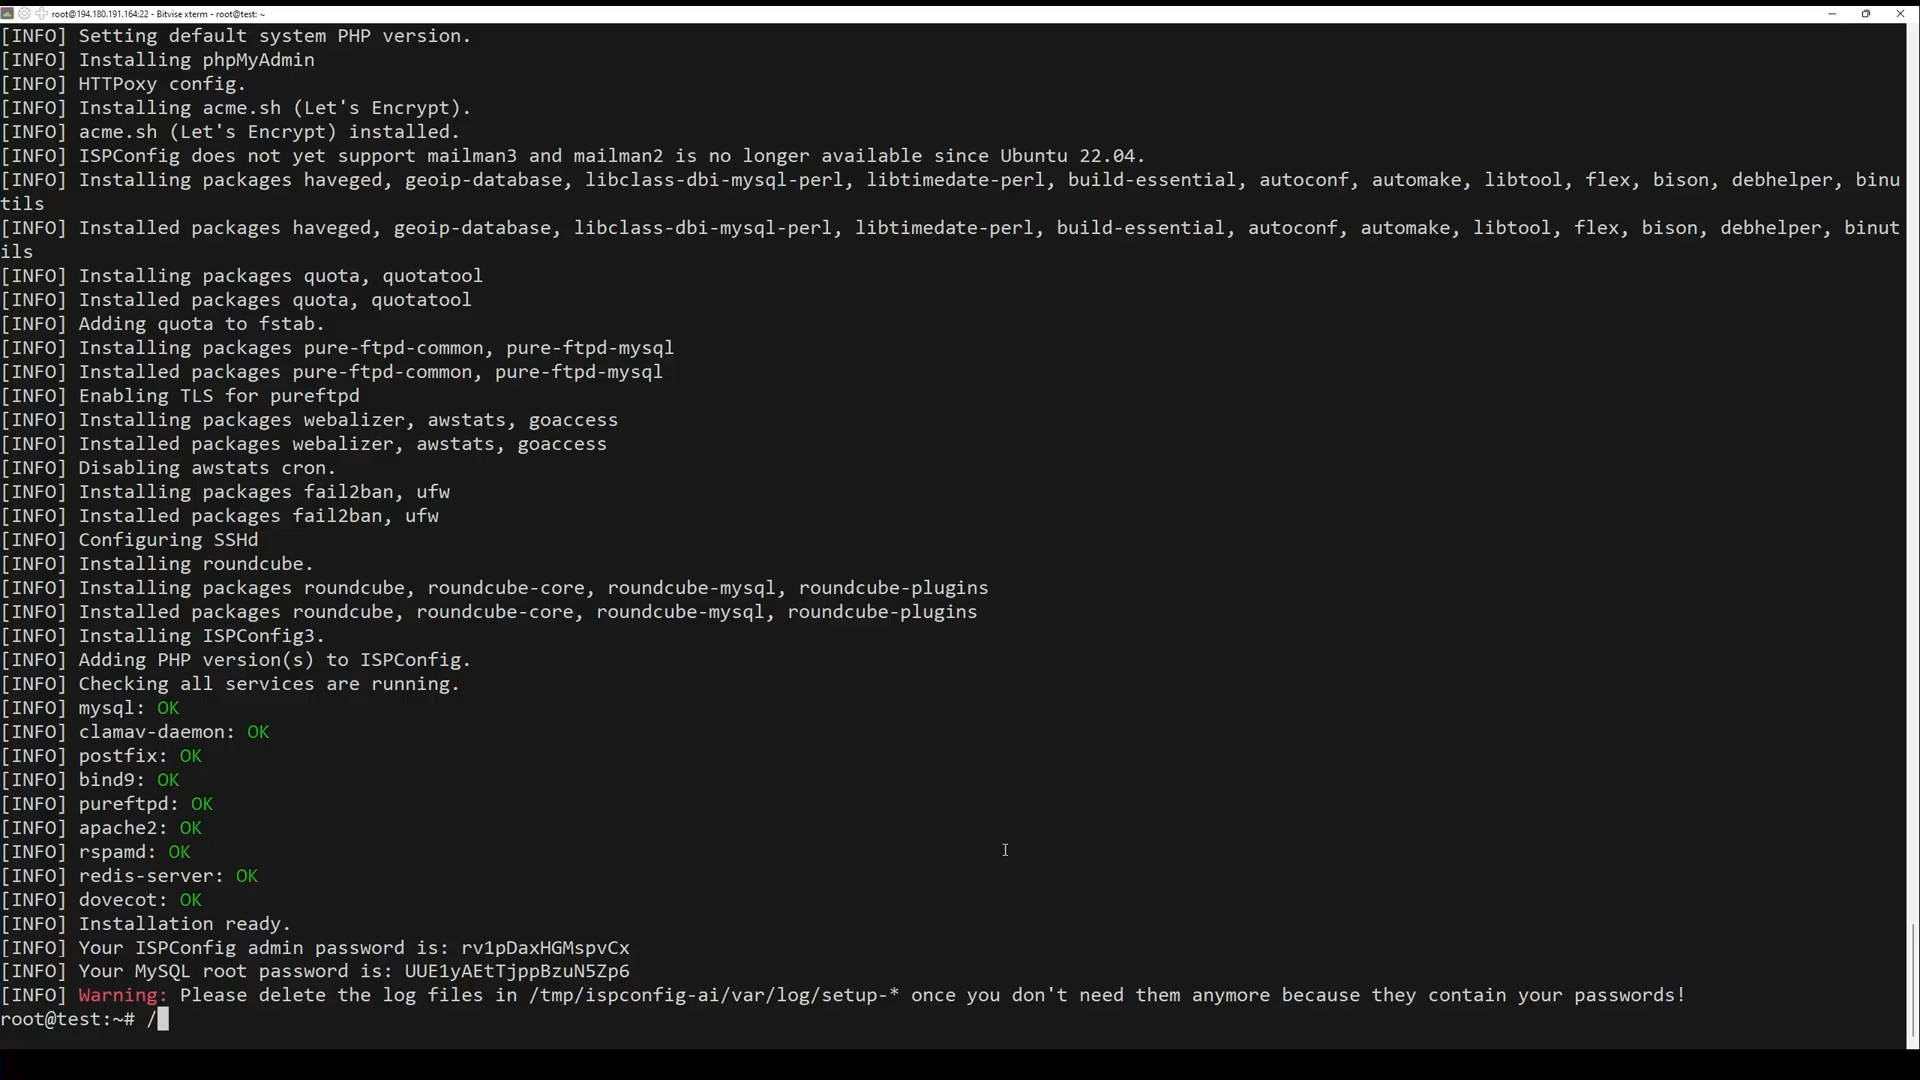 root@194.180.191.164:22 - Bitvise xterm - root@test: ~
[INFO] Setting default system PHP version.
[INFO] Installing phpMyAdmin
[INFO] HTTPoxy config.
[INFO] Installing acme.sh (Let's Encrypt).
[INFO] acme.sh (Let's Encrypt) installed.
[INFO] ISPConfig does not yet support mailman3 and mailman2 is no longer available since Ubuntu 22.04.
[INFO] Installing packages haveged, geoip-database, libclass-dbi-mysql-perl, libtimedate-perl, build-essential, autoconf, automake, libtool, flex, bison, debhelper, binu
tils
[INFO] Installed packages haveged, geoip-database, libclass-dbi-mysql-perl, libtimedate-perl, build-essential, autoconf, automake, libtool, flex, bison, debhelper, binut
ils
[INFO] Installing packages quota, quotatool
[INFO] Installed packages quota, quotatool
[INFO] Adding quota to fstab.
[INFO] Installing packages pure-ftpd-common, pure-ftpd-mysql
[INFO] Installed packages pure-ftpd-common, pure-ftpd-mysql
[INFO] Enabling TLS for pureftpd
[INFO] Installing packages webalizer, awstats, goaccess
[INFO] Installed packages webalizer, awstats, goaccess
[INFO] Disabling awstats cron.
[INFO] Installing packages fail2ban, ufw
[INFO] Installed packages fail2ban, ufw
[INFO] Configuring SSHd
[INFO] Installing roundcube.
[INFO] Installing packages roundcube, roundcube-core, roundcube-mysql, roundcube-plugins
[INFO] Installed packages roundcube, roundcube-core, roundcube-mysql, roundcube-plugins
[INFO] Installing ISPConfig3.
[INFO] Adding PHP version(s) to ISPConfig.
[INFO] Checking all services are running.
[INFO] mysql: OK
[INFO] clamav-daemon: OK
[INFO] postfix: OK
[INFO] bind9: OK
[INFO] pureftpd: OK
[INFO] apache2: OK
[INFO] rspamd: OK
[INFO] redis-server: OK
[INFO] dovecot: OK
[INFO] Installation ready.
[INFO] Your ISPConfig admin password is: rv1pDaxHGMspvCx
[INFO] Your MySQL root password is: UUE1yAEtTjppBzuN5Zp6
[INFO] Warning: Please delete the log files in /tmp/ispconfig-ai/var/log/setup-* once you don't need them anymore because they contain your passwords!
root@test:~# /